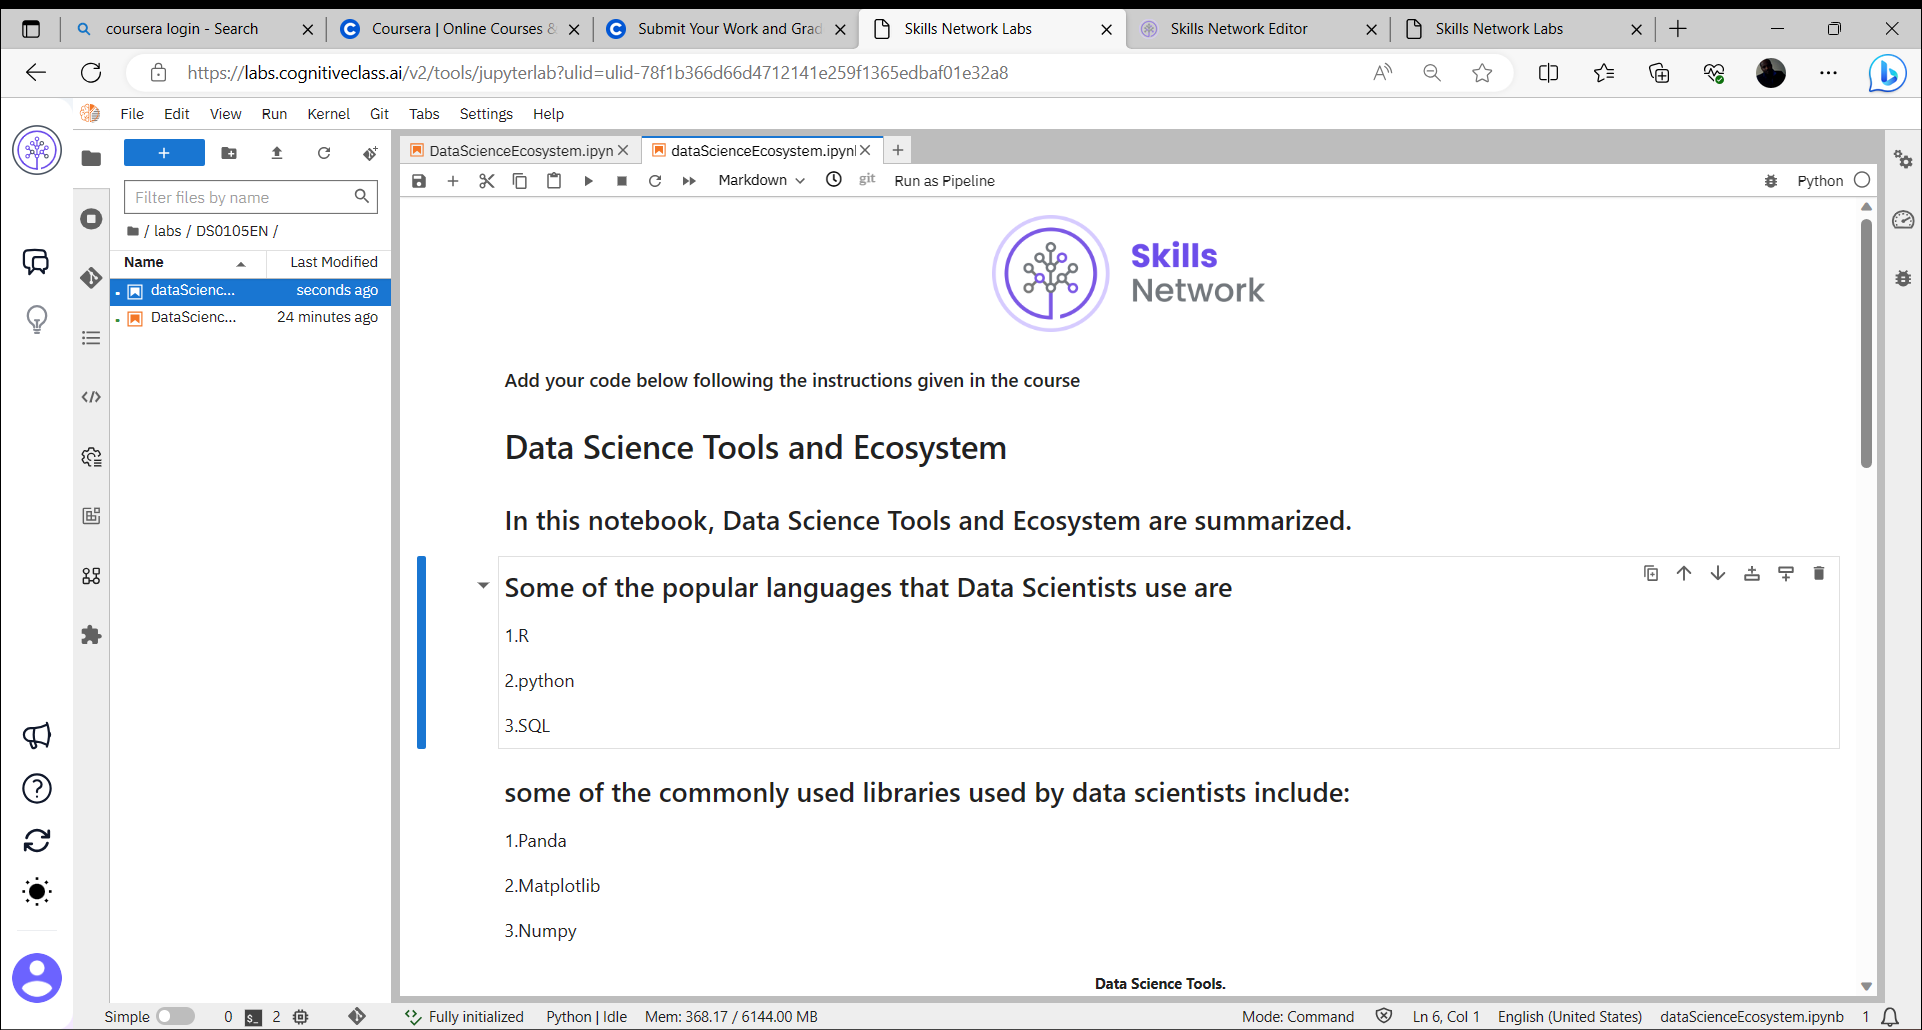 coursera login - Search
Coursera | Online Courses &
Submit Your Work and Grad
Skills Network Labs
Skills Network Editor
Skills Network Labs
https://labs.cognitiveclass.ai/v2/tools/jupyterlab?ulid=ulid-78f1b366d66d4712141e259f1365edbaf01e32a8
File Edit View Run Kernel Git Tabs Settings Help
DataScienceEcosystem.ipyn
dataScienceEcosystem.ipyn
Markdown
git
Run as Pipeline
Python
Filter files by name
/ labs / DS0105EN /
Name Last Modified
dataScienc... seconds ago
DataScienc... 24 minutes ago
Skills
Network
Add your code below following the instructions given in the course
Data Science Tools and Ecosystem
In this notebook, Data Science Tools and Ecosystem are summarized.
Some of the popular languages that Data Scientists use are
1.R
2.python
3.SQL
some of the commonly used libraries used by data scientists include:
1.Panda
2.Matplotlib
3.Numpy
Data Science Tools.
Simple 0 2 Fully initialized Python | Idle Mem: 368.17 / 6144.00 MB Mode: Command Ln 6, Col 1 English (United States) dataScienceEcosystem.ipynb 1